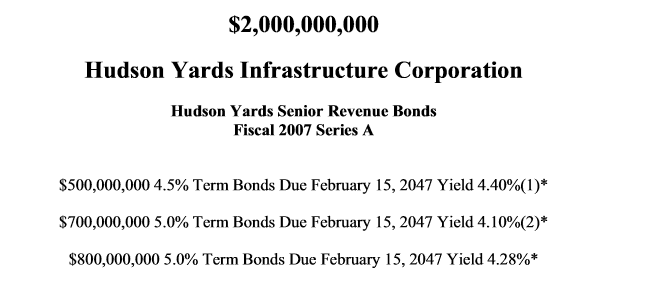 $2,000,000,000
Hudson Yards Infrastructure Corporation
Hudson Yards Senior Revenue Bonds
Fiscal 2007 Series A
$500,000,000 4.5% Term Bonds Due February 15, 2047 Yield 4.40%(1)*
$700,000,000 5.0% Term Bonds Due February 15, 2047 Yield 4.10%(2)*
$800,000,000 5.0% Term Bonds Due February 15, 2047 Yield 4.28%*